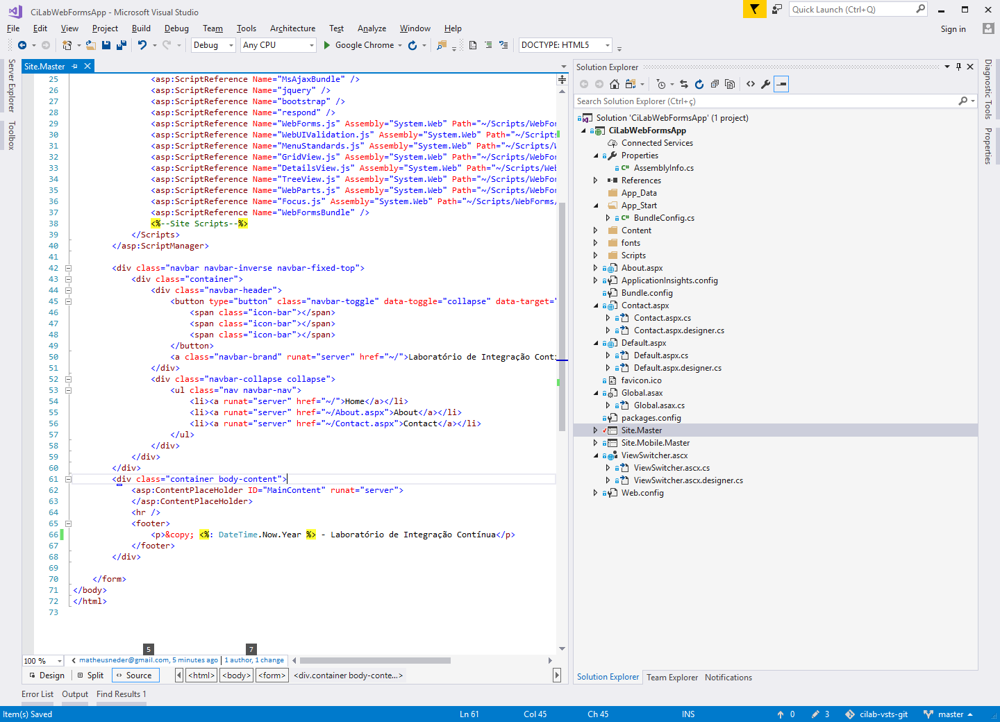 CiLabWebFormsApp - Microsoft Visual Studio
Quick Launch (Ctrl+Q)
File Edit View Project Build Debug Team Tools Architecture Test Analyze Window Help
Sign in
Debug Any CPU Google Chrome DOCTYPE: HTML5
Server Explorer
Toolbox
Site.Master
25 <asp:ScriptReference Name="MsAjaxBundle" />
26 <asp:ScriptReference Name="jquery" />
27 <asp:ScriptReference Name="bootstrap" />
28 <asp:ScriptReference Name="respond" />
29 <asp:ScriptReference Name="WebForms.js" Assembly="System.Web" Path="~/Scripts/WebFor
30 <asp:ScriptReference Name="WebUIValidation.js" Assembly="System.Web" Path="~/Scripts
31 <asp:ScriptReference Name="MenuStandards.js" Assembly="System.Web" Path="~/Scripts/W
32 <asp:ScriptReference Name="GridView.js" Assembly="System.Web" Path="~/Scripts/WebFor
33 <asp:ScriptReference Name="DetailsView.js" Assembly="System.Web" Path="~/Scripts/Web
34 <asp:ScriptReference Name="TreeView.js" Assembly="System.Web" Path="~/Scripts/WebFor
35 <asp:ScriptReference Name="WebParts.js" Assembly="System.Web" Path="~/Scripts/WebFor
36 <asp:ScriptReference Name="Focus.js" Assembly="System.Web" Path="~/Scripts/WebForms/
37 <asp:ScriptReference Name="WebFormsBundle" />
38 <%--Site Scripts--%>
39 </Scripts>
40 </asp:ScriptManager>
41
42 <div class="navbar navbar-inverse navbar-fixed-top">
43 <div class="container">
44 <div class="navbar-header">
45 <button type="button" class="navbar-toggle" data-toggle="collapse" data-target="
46 <span class="icon-bar"></span>
47 <span class="icon-bar"></span>
48 <span class="icon-bar"></span>
49 </button>
50 <a class="navbar-brand" runat="server" href="~/">Laboratório de Integração Conti
51 </div>
52 <div class="navbar-collapse collapse">
53 <ul class="nav navbar-nav">
54 <li><a runat="server" href="~/">Home</a></li>
55 <li><a runat="server" href="~/About.aspx">About</a></li>
56 <li><a runat="server" href="~/Contact.aspx">Contact</a></li>
57 </ul>
58 </div>
59 </div>
60 </div>
61 <div class="container body-content">
62 <asp:ContentPlaceHolder ID="MainContent" runat="server">
63 </asp:ContentPlaceHolder>
64 <hr />
65 <footer>
66 <p>&copy; <%: DateTime.Now.Year %> - Laboratório de Integração Contínua</p>
67 </footer>
68 </div>
69
70 </form>
71 </body>
72 </html>
73
5 7
100 % matheusneder@gmail.com, 5 minutes ago | 1 author, 1 change
Design Split Source <html> <body> <form> <div.container body-conte...>
Solution Explorer
Search Solution Explorer (Ctrl+ç)
Solution 'CiLabWebFormsApp' (1 project)
CiLabWebFormsApp
Connected Services
Properties
C# AssemblyInfo.cs
References
App_Data
App_Start
C# BundleConfig.cs
Content
fonts
Scripts
About.aspx
ApplicationInsights.config
Bundle.config
Contact.aspx
Contact.aspx.cs
Contact.aspx.designer.cs
Default.aspx
Default.aspx.cs
Default.aspx.designer.cs
favicon.ico
Global.asax
Global.asax.cs
packages.config
Site.Master
Site.Mobile.Master
ViewSwitcher.ascx
ViewSwitcher.ascx.cs
ViewSwitcher.ascx.designer.cs
Web.config
Solution Explorer Team Explorer Notifications
Diagnostic Tools
Properties
Error List Output Find Results 1
Item(s) Saved Ln 61 Col 45 Ch 45 INS 0 3 cilab-vsts-git master